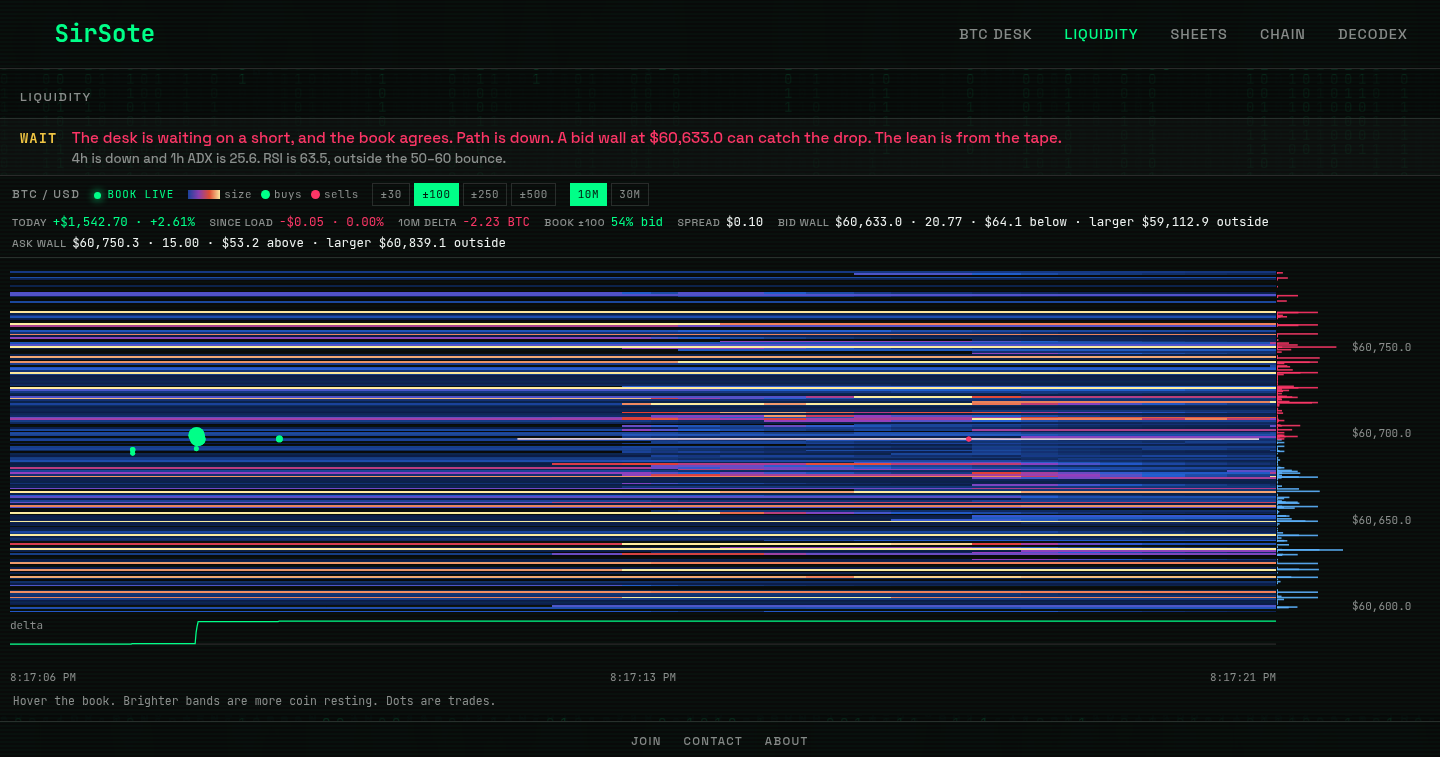 SirSote
BTC DESK LIQUIDITY SHEETS CHAIN DECODEX
LIQUIDITY
WAIT The desk is waiting on a short, and the book agrees. Path is down. A bid wall at $60,633.0 can catch the drop. The lean is from the tape.
4h is down and 1h ADX is 25.6. RSI is 63.5, outside the 50–60 bounce.
BTC / USD BOOK LIVE size buys sells ±30 ±100 ±250 ±500 10M 30M
TODAY +$1,542.70 · +2.61% SINCE LOAD -$0.05 · 0.00% 10M DELTA -2.23 BTC BOOK ±100 54% bid SPREAD $0.10 BID WALL $60,633.0 · 20.77 · $64.1 below · larger $59,112.9 outside
ASK WALL $60,750.3 · 15.00 · $53.2 above · larger $60,839.1 outside
$60,750.0
$60,700.0
$60,650.0
$60,600.0
delta
8:17:06 PM 8:17:13 PM 8:17:21 PM
Hover the book. Brighter bands are more coin resting. Dots are trades.
JOIN CONTACT ABOUT